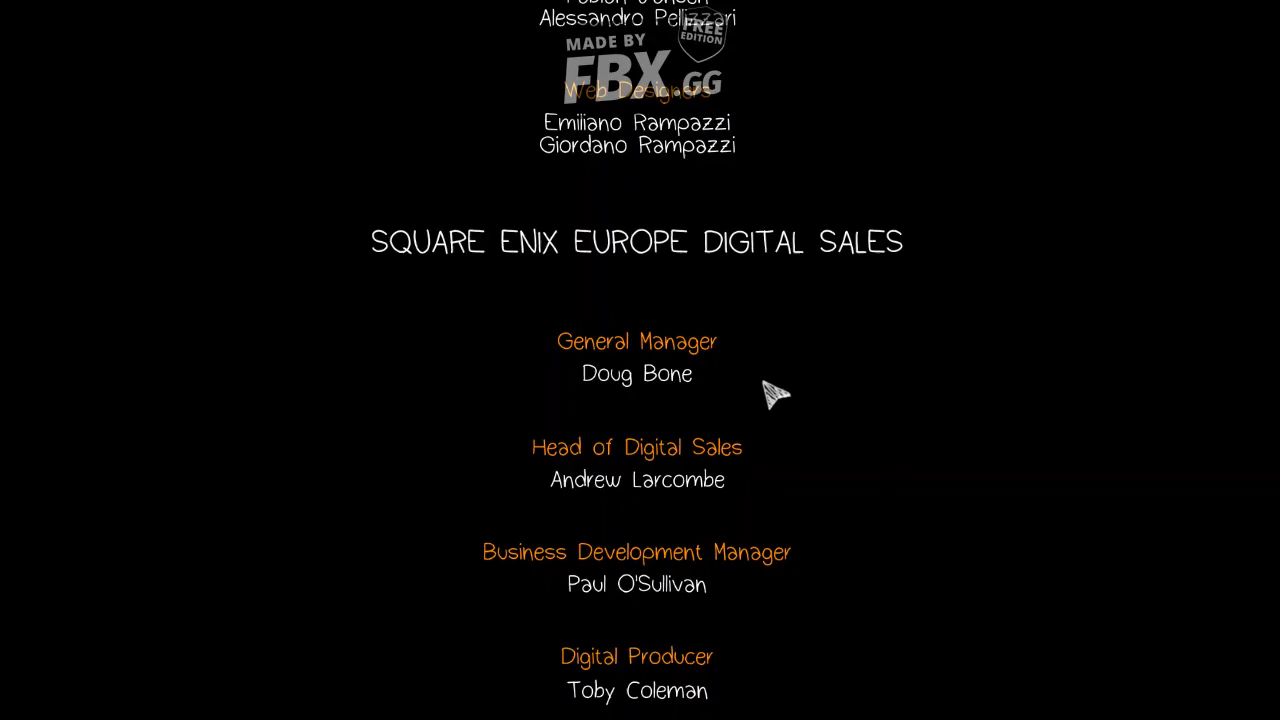 Alessandro Pellizzari
MADE BY
FREE
EDITION
FBX.GG
Web Designers
Emiliano Rampazzi
Giordano Rampazzi
SQUARE ENIX EUROPE DIGITAL SALES
General Manager
Doug Bone
Head of Digital Sales
Andrew Larcombe
Business Development Manager
Paul O'Sullivan
Digital Producer
Toby Coleman